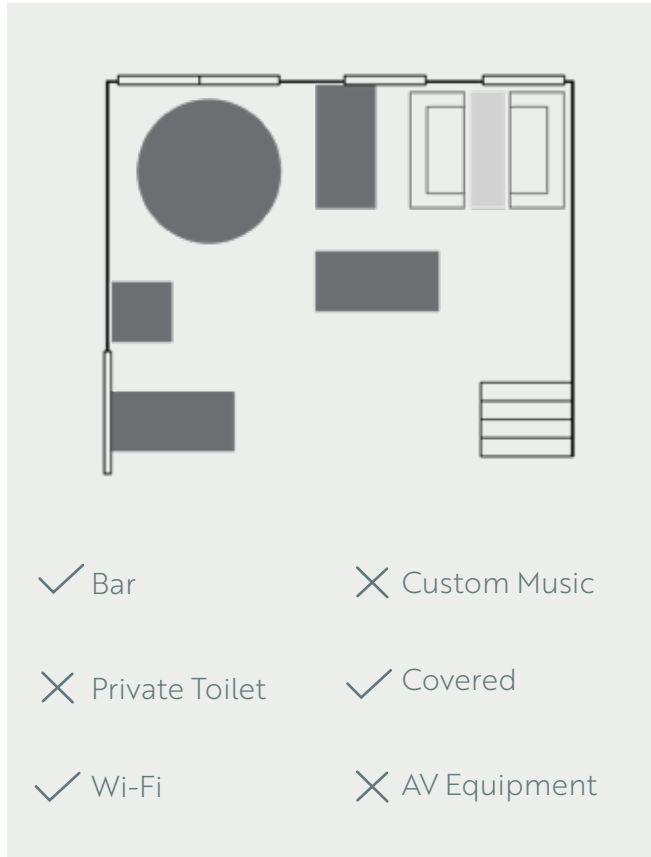 Bar
Custom Music
Private Toilet
Covered
Wi-Fi
AV Equipment